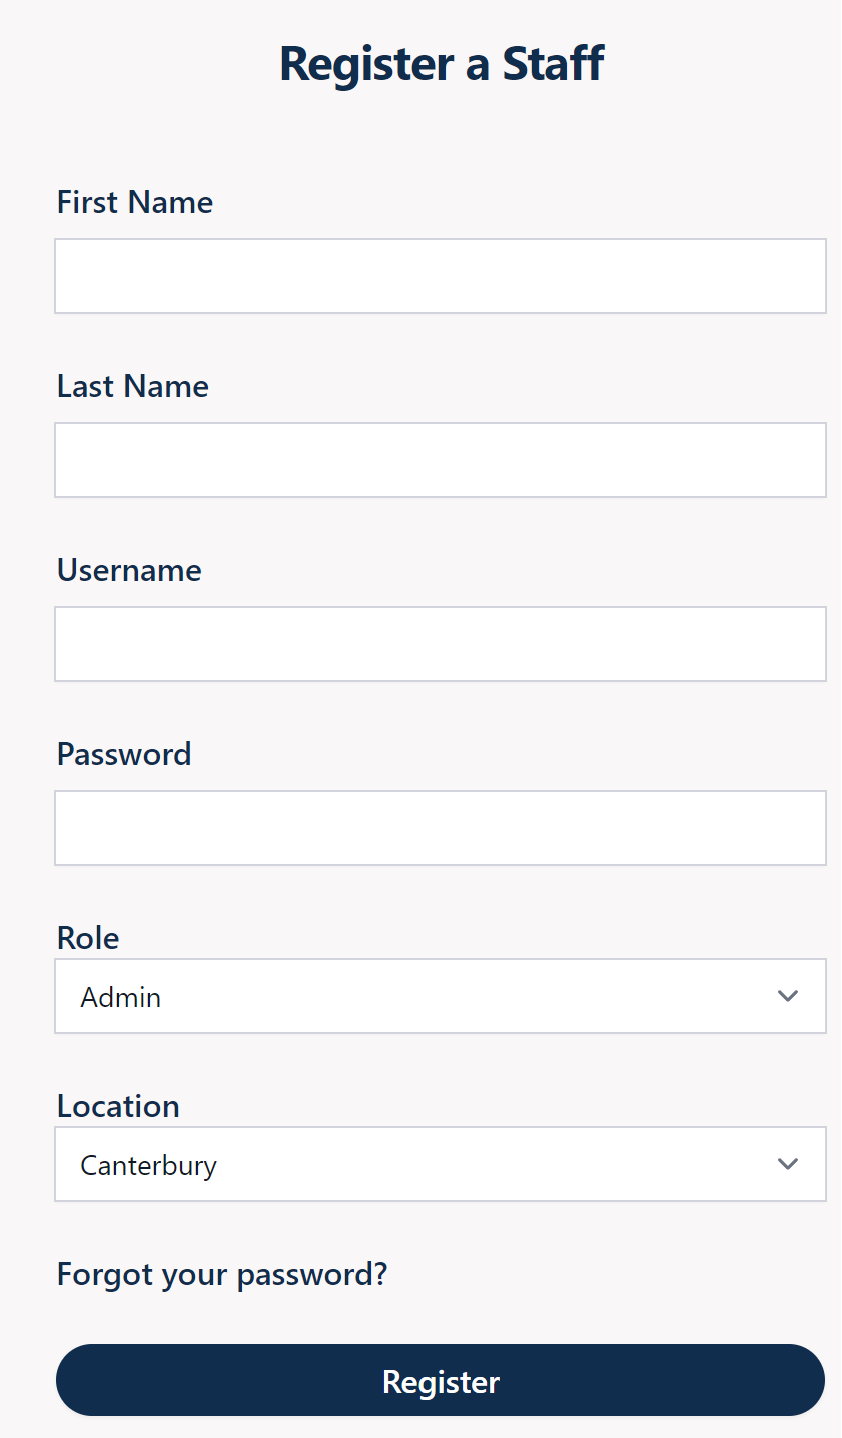 Register a Staff
First Name
Last Name
Username
Password
Role
Admin
Location
Canterbury
Forgot your password?
Register